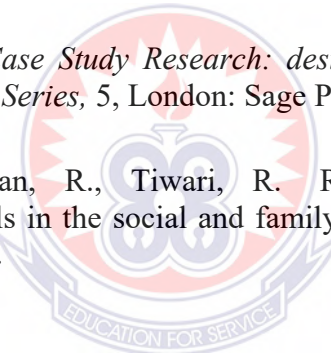 Case Study Research: des
Series, 5, London: Sage P
an, R., Tiwari, R. R
ls in the social and family
EDUCATION FOR SERVICE